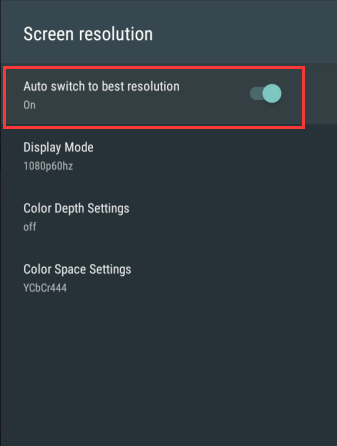 Screen resolution
Auto switch to best resolution
On
Display Mode
1080p60hz
Color Depth Settings
off
Color Space Settings
YCbCr444